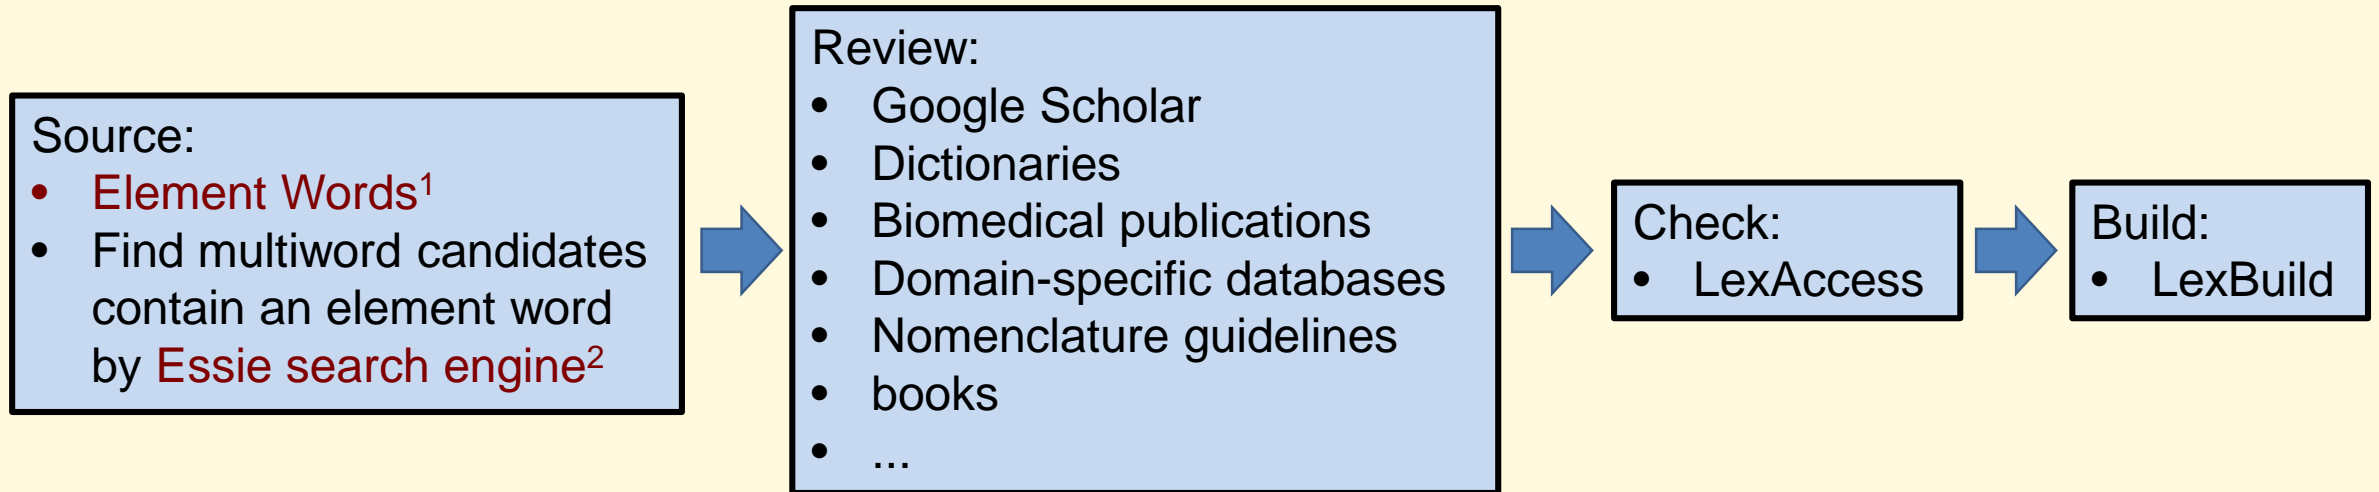 Source:
• Element Words¹
• Find multiword candidates
contain an element word
by Essie search engine²
Review:
• Google Scholar
• Dictionaries
• Biomedical publications
• Domain-specific databases
• Nomenclature guidelines
• books
• ...
Check:
• LexAccess
Build:
• LexBuild